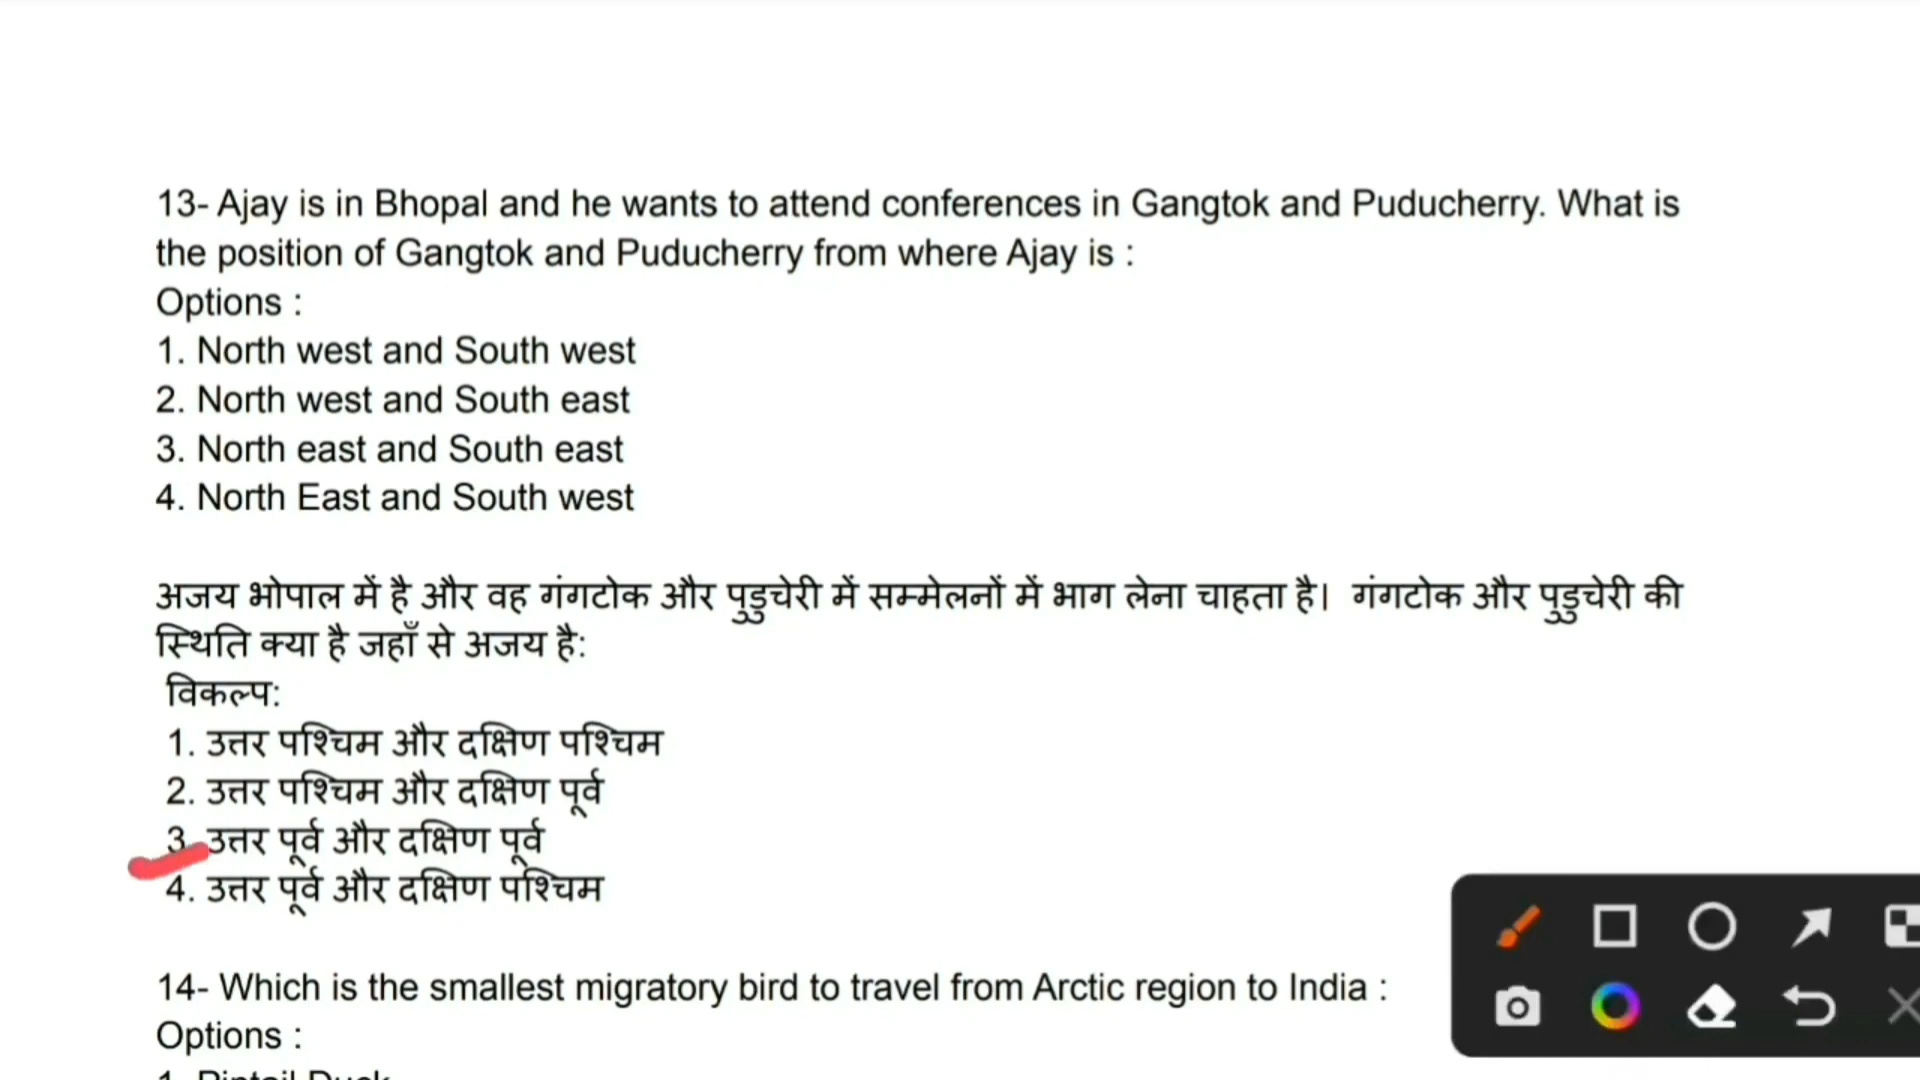 13- Ajay is in Bhopal and he wants to attend conferences in Gangtok and Puducherry. What is
the position of Gangtok and Puducherry from where Ajay is :
Options :
1. North west and South west
2. North west and South east
3. North east and South east
4. North East and South west
अजय भोपाल में है और वह गंगटोक और पुडुचेरी में सम्मेलनों में भाग लेना चाहता है। गंगटोक और पुडुचेरी की
स्थिति क्या है जहाँ से अजय है:
विकल्प:
1. उत्तर पश्चिम और दक्षिण पश्चिम
2. उत्तर पश्चिम और दक्षिण पूर्व
3. उत्तर पूर्व और दक्षिण पूर्व
4. उत्तर पूर्व और दक्षिण पश्चिम
14- Which is the smallest migratory bird to travel from Arctic region to India :
Options :
1. Pintail Duck